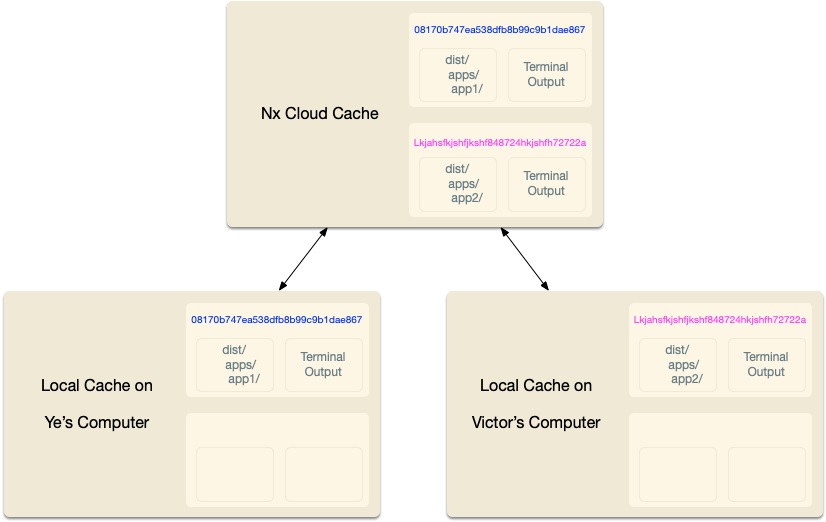 Nx Cloud Cache
08170b747ea538dfb8b99c9b1dae867
dist/
apps/
app1/
Terminal
Output
Lkjahsfkjshfjkshf848724hkjshfh72722a
dist/
apps/
app2/
Terminal
Output
Local Cache on
Ye's Computer
08170b747ea538dfb8b99c9b1dae867
dist/
apps/
app1/
Terminal
Output
Local Cache on
Victor's Computer
Lkjahsfkjshfjkshf848724hkjshfh72722a
dist/
apps/
app2/
Terminal
Output